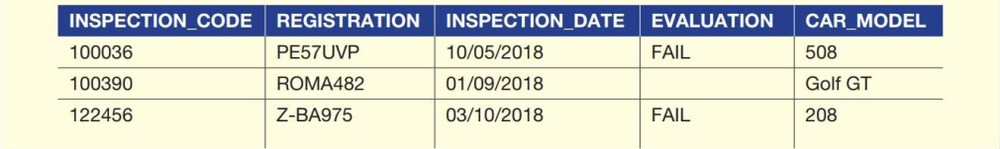 INSPECTION_CODE REGISTRATION INSPECTION_DATE EVALUATION CAR_MODEL
100036 PE57UVP 10/05/2018 FAIL 508
100390 ROMA482 01/09/2018 Golf GT
122456 Z-BA975 03/10/2018 FAIL 208